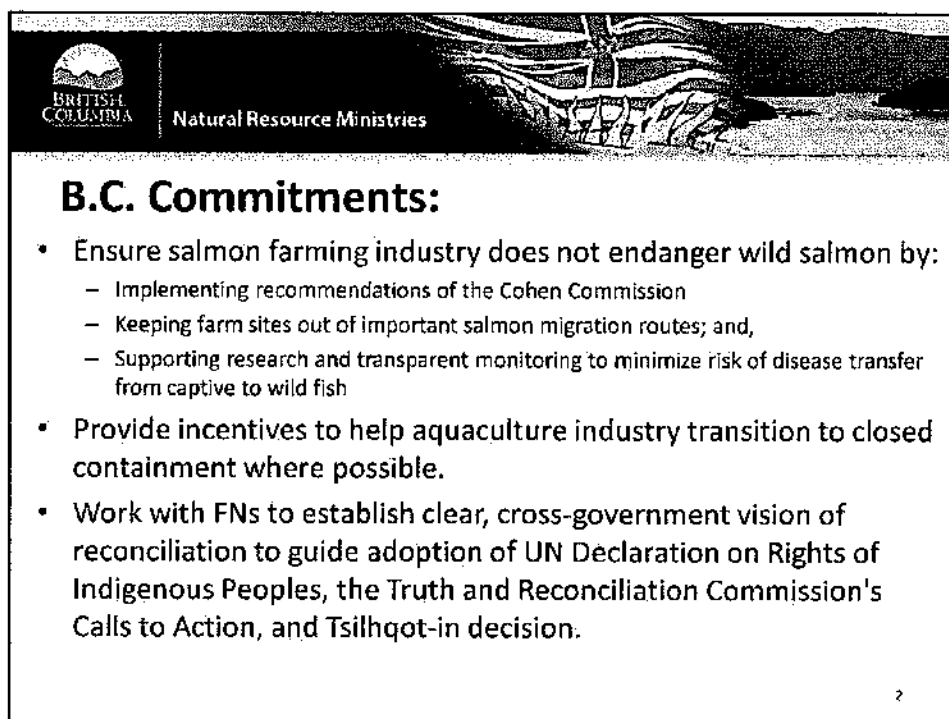 BRITISH
COLUMBIA
Natural Resource Ministries
B.C. Commitments:
• Ensure salmon farming industry does not endanger wild salmon by:
– Implementing recommendations of the Cohen Commission
– Keeping farm sites out of important salmon migration routes; and,
– Supporting research and transparent monitoring to minimize risk of disease transfer
from captive to wild fish
• Provide incentives to help aquaculture industry transition to closed
containment where possible.
• Work with FNs to establish clear, cross-government vision of
reconciliation to guide adoption of UN Declaration on Rights of
Indigenous Peoples, the Truth and Reconciliation Commission's
Calls to Action, and Tsilhqot-in decision.
2